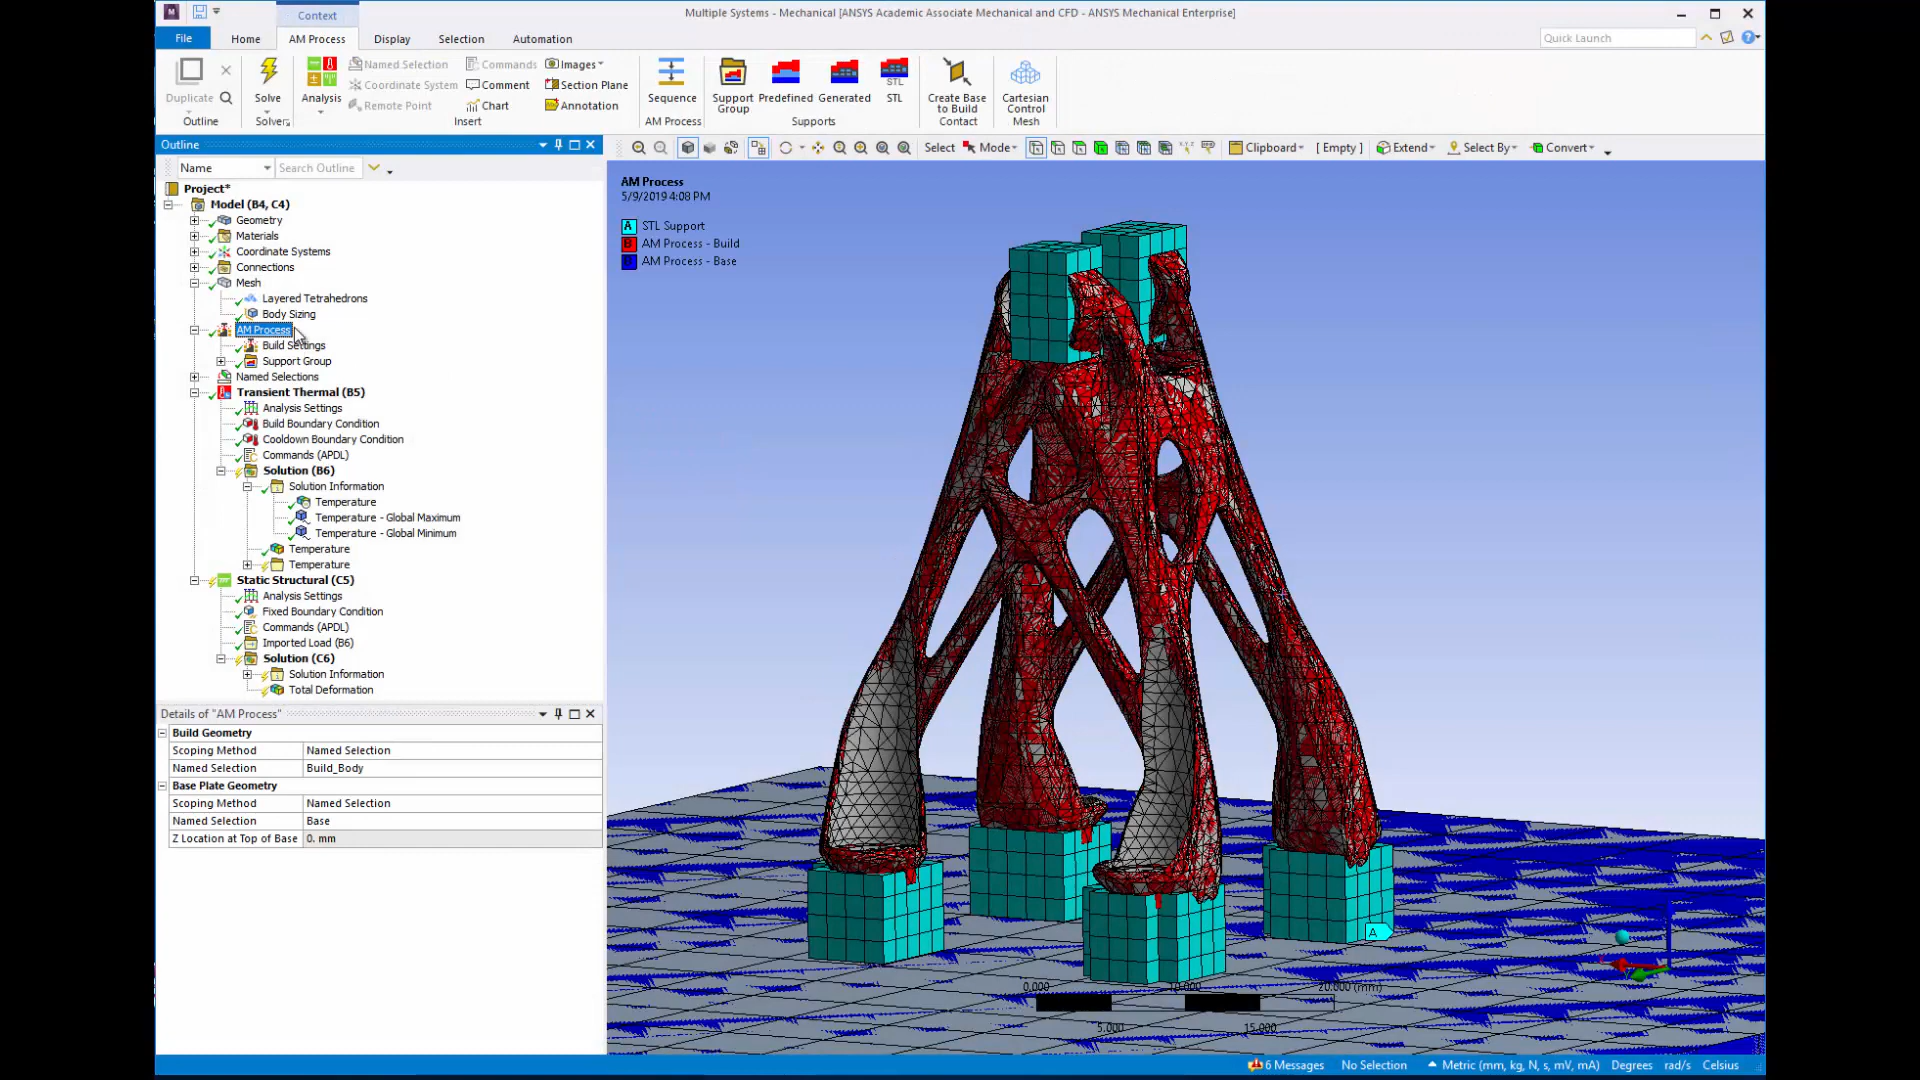 Context
Multiple Systems - Mechanical [ANSYS Academic Associate Mechanical and CFD - ANSYS Mechanical Enterprise]
File Home AM Process Display Selection Automation
Quick Launch
Duplicate
Outline
Solve
Solver
Analysis
Named Selection
Coordinate System
Remote Point
Commands
Comment
Chart
Images
Section Plane
Annotation
Insert
Sequence
AM Process
Support Group
Predefined
Generated
STL
STL
Supports
Create Base to Build Contact
Cartesian Control Mesh
Outline
Name
Search Outline
Select Mode Clipboard [ Empty ] Extend Select By Convert
Project*
Model (B4, C4)
Geometry
Materials
Coordinate Systems
Connections
Mesh
Layered Tetrahedrons
Body Sizing
AM Process
Build Settings
Support Group
Named Selections
Transient Thermal (B5)
Analysis Settings
Build Boundary Condition
Cooldown Boundary Condition
Commands (APDL)
Solution (B6)
Solution Information
Temperature
Temperature - Global Maximum
Temperature - Global Minimum
Temperature
Temperature
Static Structural (C5)
Analysis Settings
Fixed Boundary Condition
Commands (APDL)
Imported Load (B6)
Solution (C6)
Solution Information
Total Deformation
Details of "AM Process"
Build Geometry
Scoping Method Named Selection
Named Selection Build_Body
Base Plate Geometry
Scoping Method Named Selection
Named Selection Base
Z Location at Top of Base 0. mm
AM Process
5/9/2019 4:08 PM
A STL Support
B AM Process - Build
B AM Process - Base
A
0.000 10.000 20.000 (mm)
5.000 15.000
6 Messages No Selection Metric (mm, kg, N, s, mV, mA) Degrees rad/s Celsius